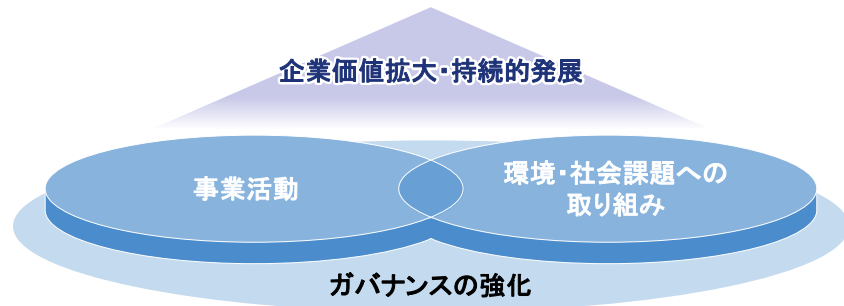 企業価値拡大・持続的発展
事業活動
環境・社会課題への
取り組み
ガバナンスの強化